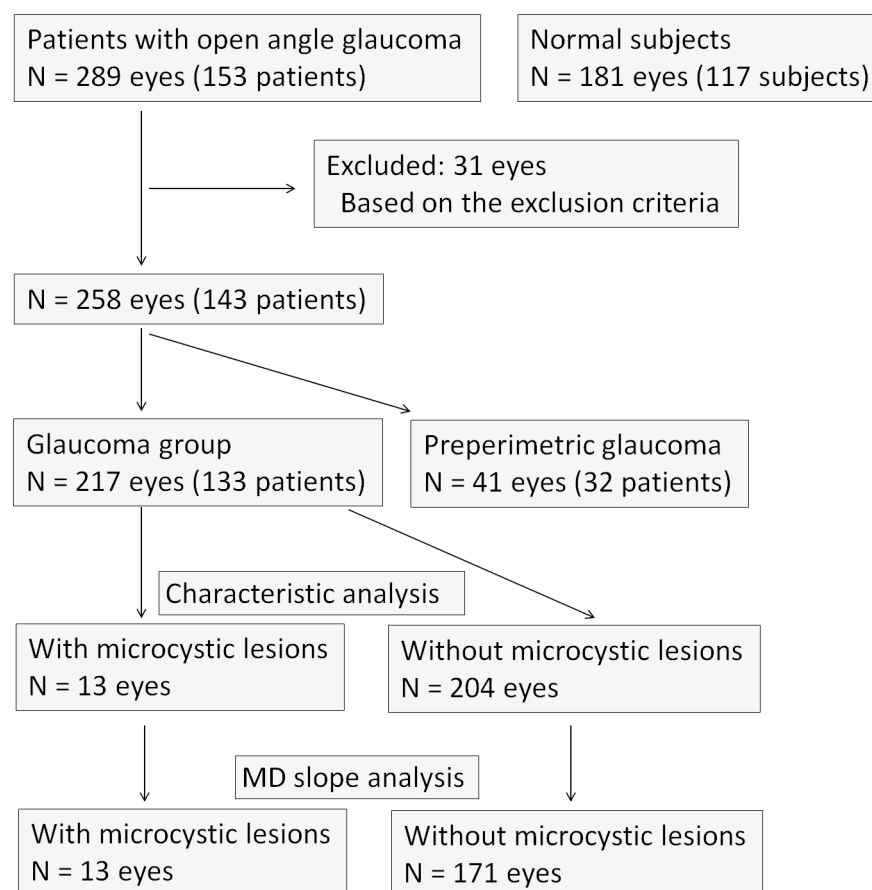 Patients with open angle glaucoma
N = 289 eyes (153 patients)
Normal subjects
N = 181 eyes (117 subjects)
Excluded: 31 eyes
Based on the exclusion criteria
N = 258 eyes (143 patients)
Glaucoma group
N = 217 eyes (133 patients)
Preperimetric glaucoma
N = 41 eyes (32 patients)
Characteristic analysis
With microcystic lesions
N = 13 eyes
Without microcystic lesions
N = 204 eyes
MD slope analysis
With microcystic lesions
N = 13 eyes
Without microcystic lesions
N = 171 eyes